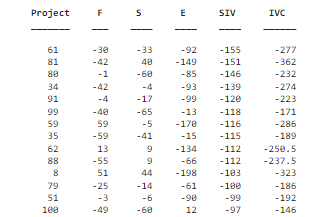 Project F S E SIV IVC
61 -30 -33 -92 -155 -277
81 -42 40 -149 -151 -362
80 -1 -60 -85 -146 -232
34 -42 -4 -93 -139 -274
91 -4 -17 -99 -120 -223
99 -40 -65 -13 -118 -171
59 59 -5 -170 -116 -286
35 -59 -41 -15 -115 -189
62 13 9 -134 -112 -250.5
88 -55 9 -66 -112 -237.5
8 51 44 -198 -103 -323
79 -25 -14 -61 -100 -186
51 -3 -6 -90 -99 -192
100 -49 -60 12 -97 -146